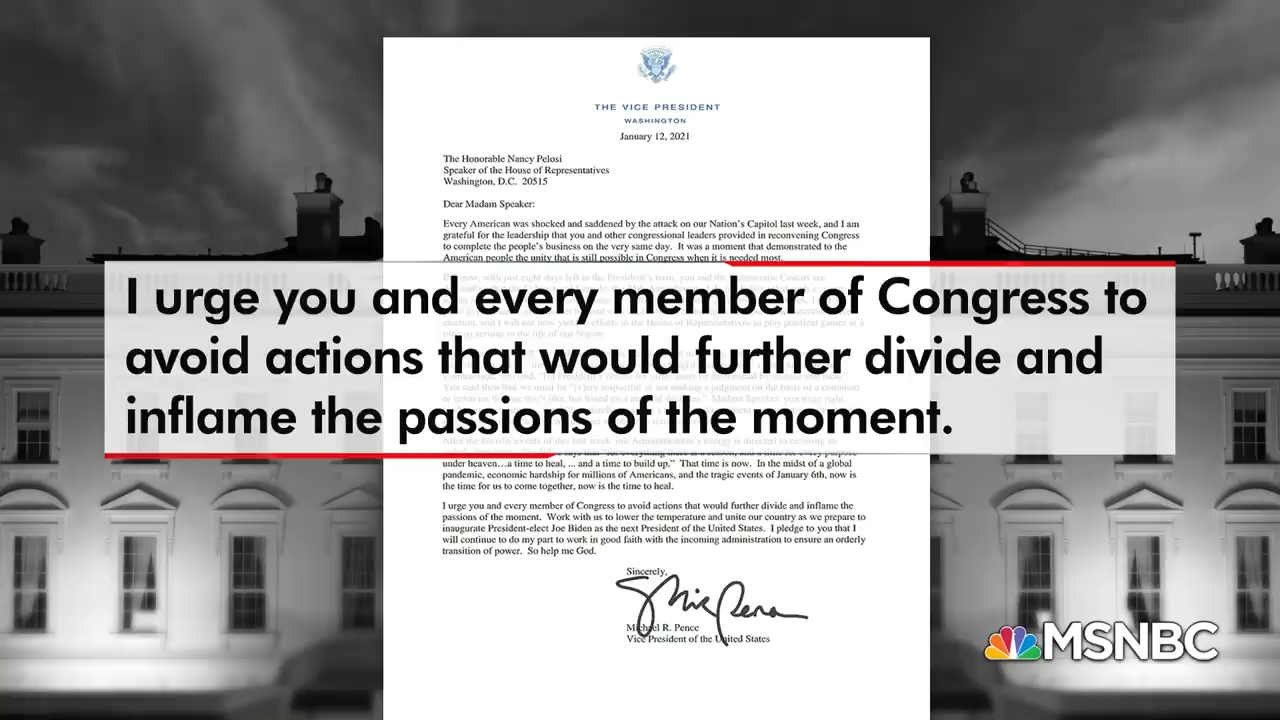 THE VICE PRESIDENT
WASHINGTON
January 12, 2021
The Honorable Nancy Pelosi
Speaker of the House of Representatives
Washington, D.C. 20515
Dear Madam Speaker:
Every American was shocked and saddened by the attack on our Nation's Capitol last week, and I am
grateful for the leadership that you and other congressional leaders provided in reconvening Congress
to complete the people's business on the very same day. It was a moment that demonstrated to the
American people the unity that is still possible in Congress when it is needed most.
I urge you and every member of Congress to
avoid actions that would further divide and
inflame the passions of the moment.
under heaven…a time to heal, ... and a time to build up." That time is now. In the midst of a global
pandemic, economic hardship for millions of Americans, and the tragic events of January 6th, now is
the time for us to come together, now is the time to heal.
I urge you and every member of Congress to avoid actions that would further divide and inflame the
passions of the moment. Work with us to lower the temperature and unite our country as we prepare to
inaugurate President-elect Joe Biden as the next President of the United States. I pledge to you that I
will continue to do my part to work in good faith with the incoming administration to ensure an orderly
transition of power. So help me God.
Sincerely,
Mike Pence
Michael R. Pence
Vice President of the United States
MSNBC